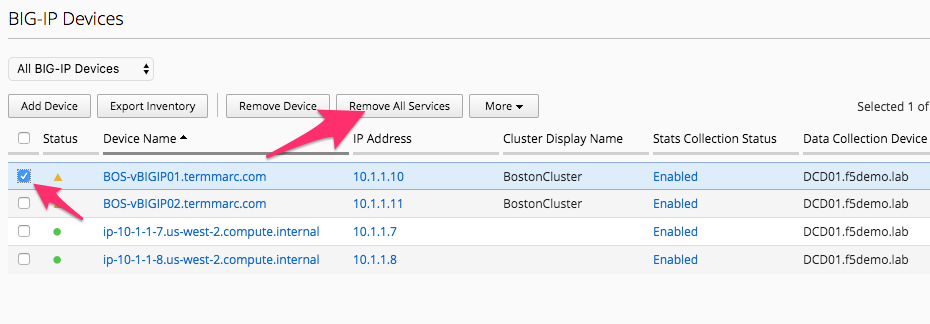 BIG-IP Devices
All BIG-IP Devices
Add Device Export Inventory Remove Device Remove All Services More Selected 1 of
Status Device Name IP Address Cluster Display Name Stats Collection Status Data Collection Device
BOS-vBIGIP01.termmarc.com 10.1.1.10 BostonCluster Enabled DCD01.f5demo.lab
BOS-vBIGIP02.termmarc.com 10.1.1.11 BostonCluster Enabled DCD01.f5demo.lab
ip-10-1-1-7.us-west-2.compute.internal 10.1.1.7 Enabled DCD01.f5demo.lab
ip-10-1-1-8.us-west-2.compute.internal 10.1.1.8 Enabled DCD01.f5demo.lab